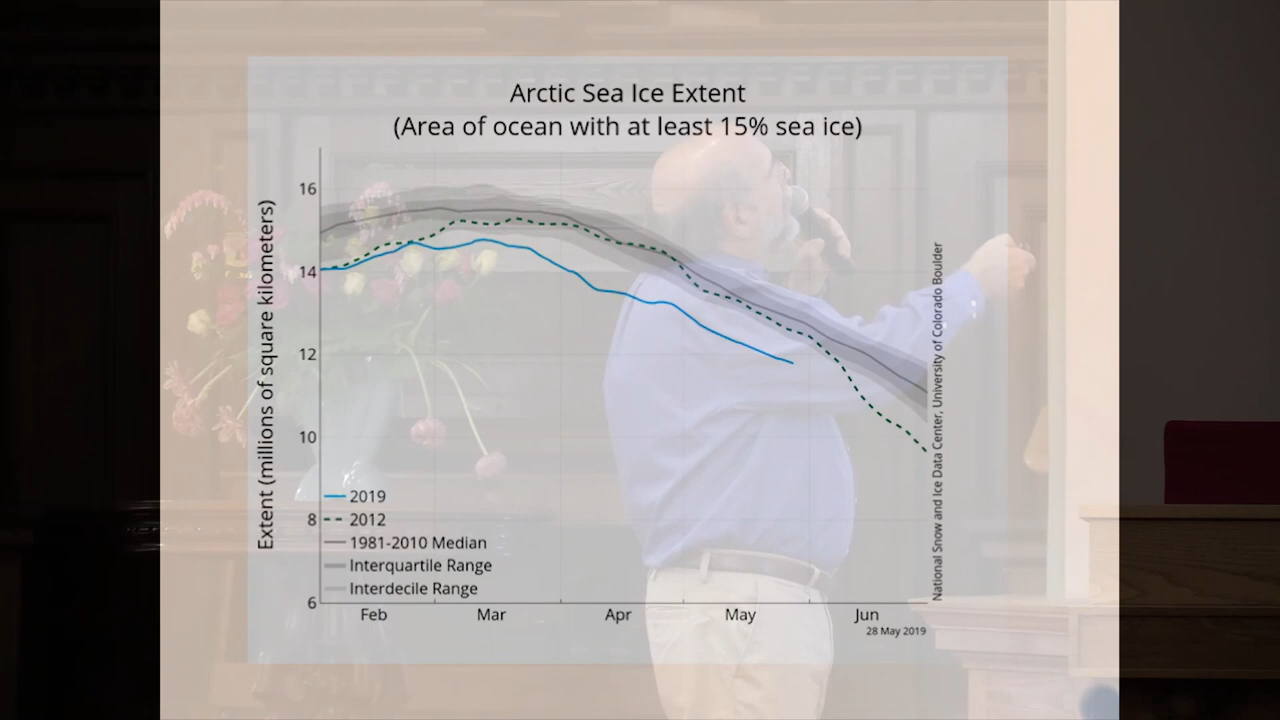 Arctic Sea Ice Extent
(Area of ocean with at least 15% sea ice)
Extent (millions of square kilometers)
16
14
12
10
8
6
2019
2012
1981-2010 Median
Interquartile Range
Interdecile Range
Feb Mar Apr May Jun
28 May 2019
National Snow and Ice Data Center, University of Colorado Boulder